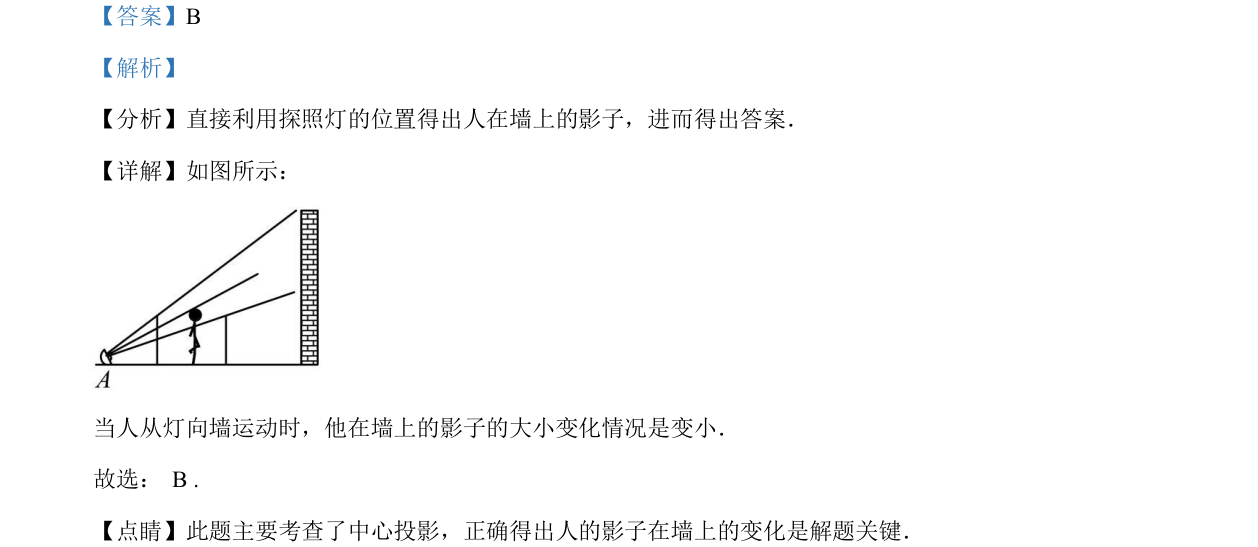 【答案】B
【解析】
【分析】直接利用探照灯的位置得出人在墙上的影子，进而得出答案．
【详解】如图所示：
A
当人从灯向墙运动时，他在墙上的影子的大小变化情况是变小．
故选： B .
【点睛】此题主要考查了中心投影，正确得出人的影子在墙上的变化是解题关键．